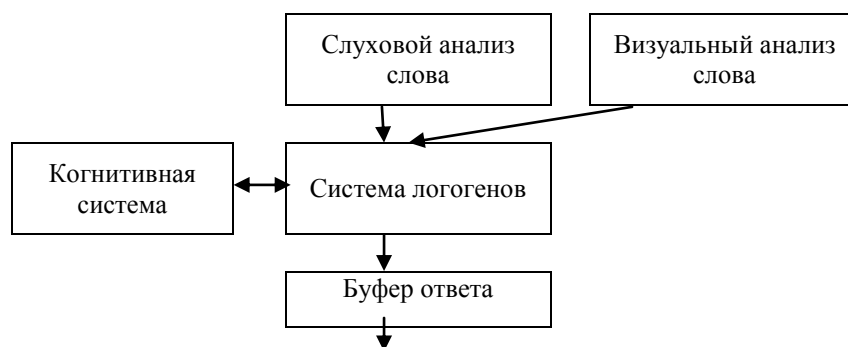 Слуховой анализ
слова
Визуальный анализ
слова
Когнитивная
система
Система логогенов
Буфер ответа